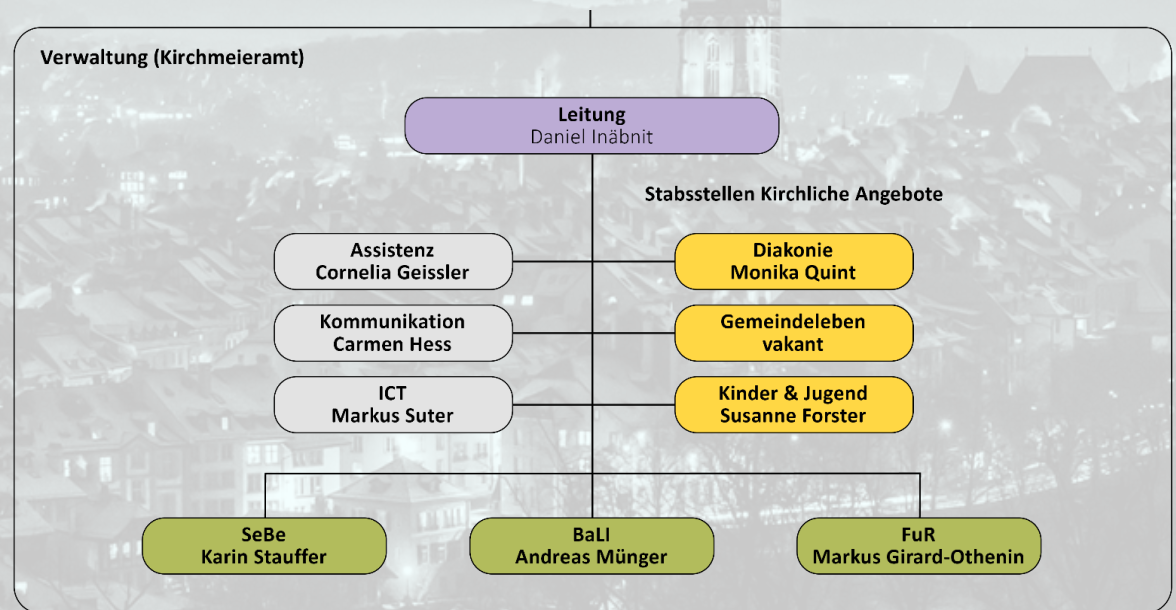 Verwaltung (Kirchmeieramt)
Leitung
Daniel Inäbnit
Stabsstellen Kirchliche Angebote
Assistenz
Cornelia Geissler
Diakonie
Monika Quint
Kommunikation
Carmen Hess
Gemeindeleben
vakant
ICT
Markus Suter
Kinder & Jugend
Susanne Forster
SeBe
Karin Stauffer
BaLI
Andreas Münger
FuR
Markus Girard-Othenin